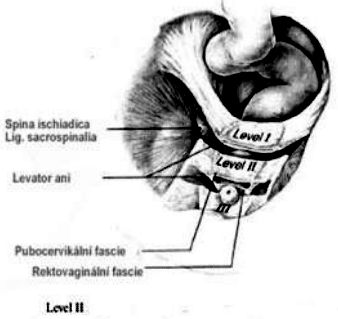 Level I
Spina ischiadica
Lig. sacrospinalia
Level II
Levator ani
III
Pubocervikální fascie
Rektovaginální fascie
Level II